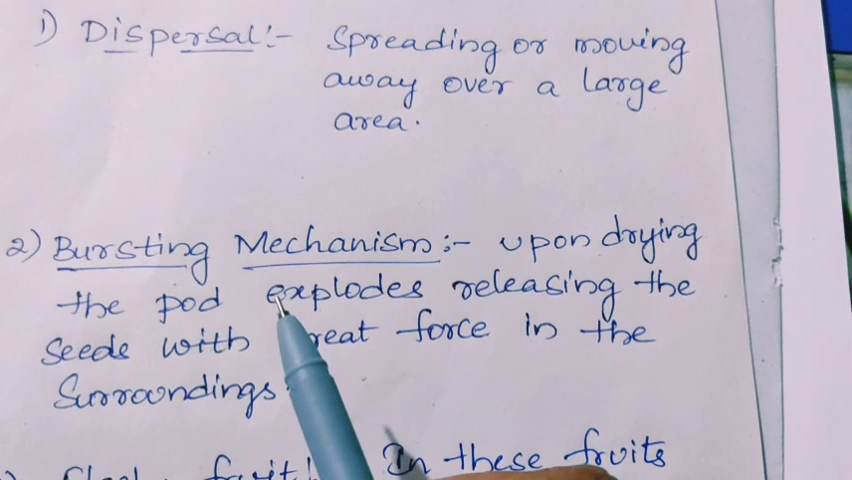 1) Dispersal :- Spreading or moving
away over a large
area.
2) Bursting Mechanism :- upon drying
the pod explodes releasing the
seeds with force in the
Surroundings.
In these fruits